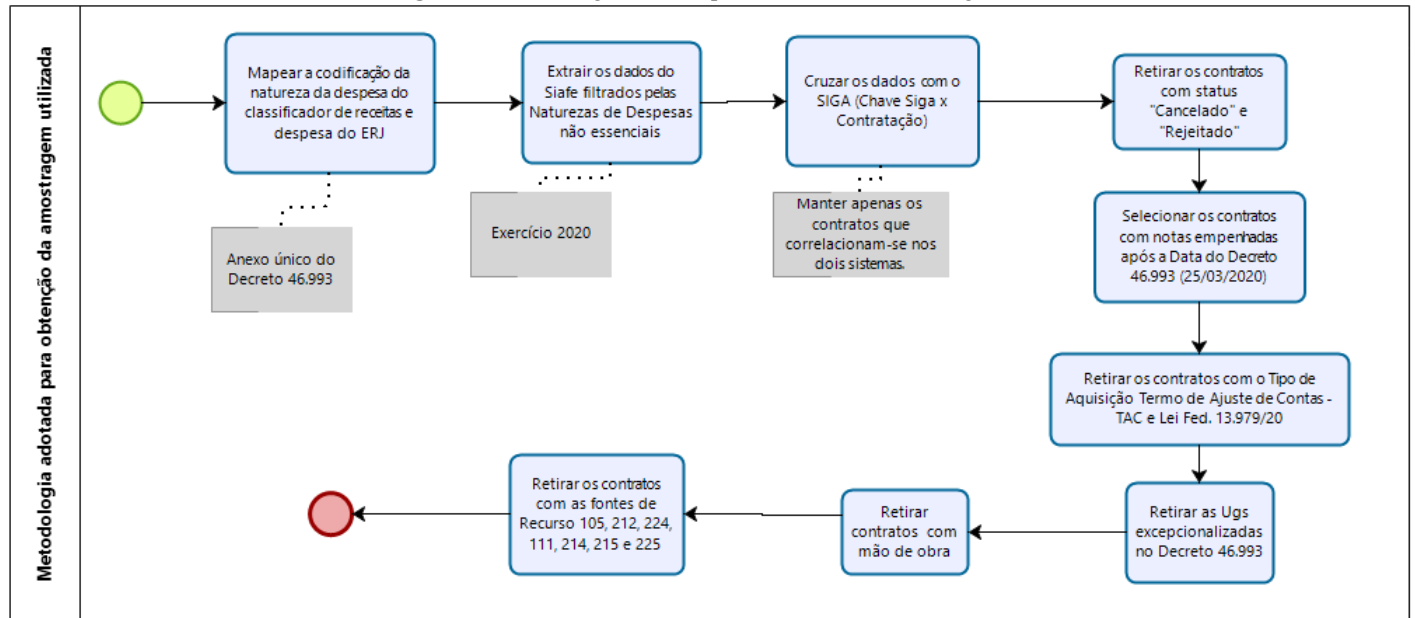 Metodologia adotada para obtenção da amostragem utilizada
Mapear a codificação da
natureza da despesa do
classificador de receitas e
despesa do ERJ
Anexo único do
Decreto 46.993
Extrair os dados do
Siafe filtrados pelas
Naturezas de Despesas
não essenciais
Exercício 2020
Cruzar os dados com o
SIGA (Chave Siga x
Contratação)
Manter apenas os
contratos que
correlacionam-se nos
dois sistemas.
Retirar os contratos
com status
"Cancelado" e
"Rejeitado"
Selecionar os contratos
com notas empenhadas
após a Data do Decreto
46.993 (25/03/2020)
Retirar os contratos com o Tipo de
Aquisição Termo de Ajuste de Contas -
TAC e Lei Fed. 13.979/20
Retirar as Ugs
excepcionalizadas
no Decreto 46.993
Retirar
contratos com
mão de obra
Retirar os contratos
com as fontes de
Recurso 105, 212, 224,
111, 214, 215 e 225